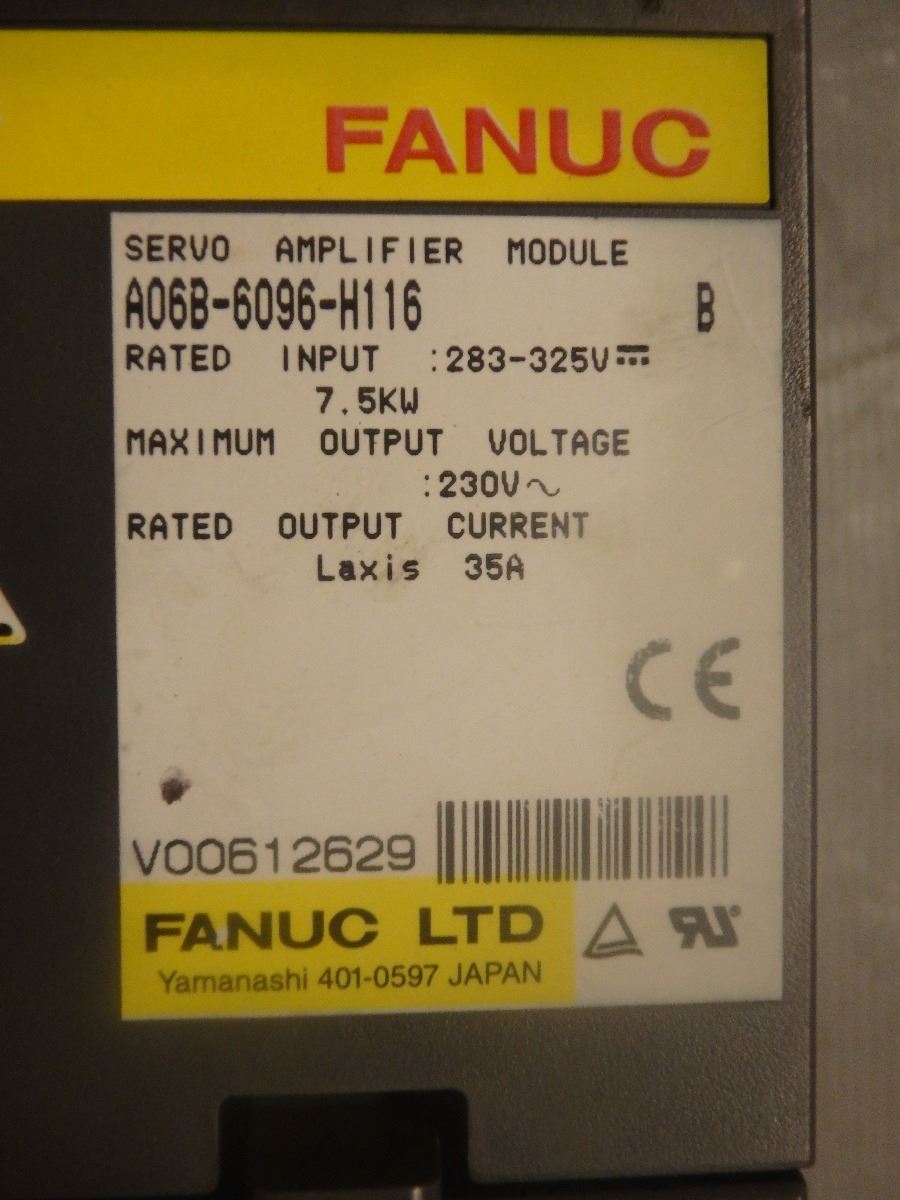 FANUC
SERVO AMPLIFIER MODULE
A06B-6096-H116 B
RATED INPUT :283-325V⎓
7.5KW
MAXIMUM OUTPUT VOLTAGE
:230V～
RATED OUTPUT CURRENT
Laxis 35A
CE
V00612629
FANUC LTD
Yamanashi 401-0597 JAPAN